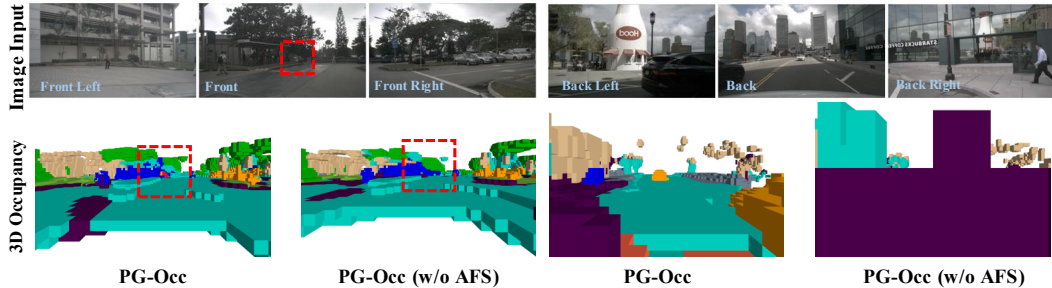 Image Input
Front Left
Front
Front Right
Hood
Back Left
Back
STARBUCKS COFFEE
Back Right
3D Occupancy
PG-Occ
PG-Occ (w/o AFS)
PG-Occ
PG-Occ (w/o AFS)